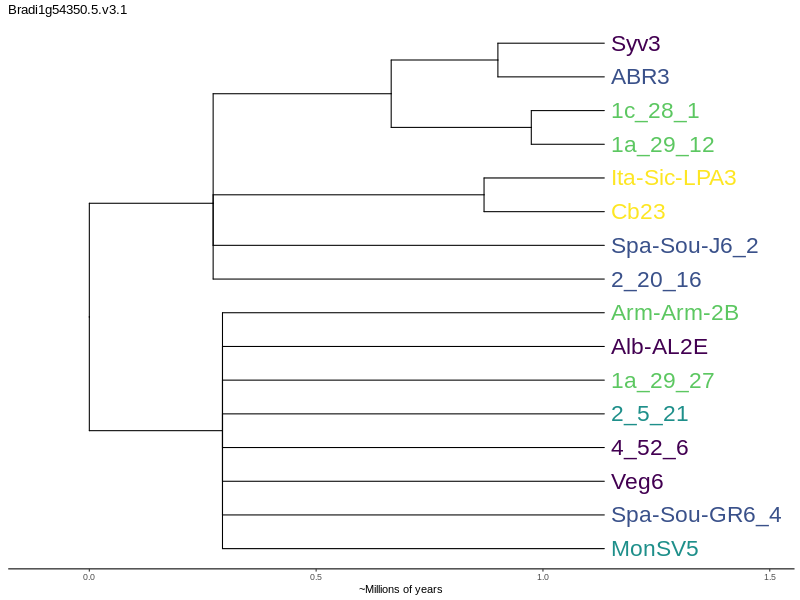 Bradi1g54350.5.v3.1
Syv3
ABR3
1c_28_1
1a_29_12
Ita-Sic-LPA3
Cb23
Spa-Sou-J6_2
2_20_16
Arm-Arm-2B
Alb-AL2E
1a_29_27
2_5_21
4_52_6
Veg6
Spa-Sou-GR6_4
MonSV5
0.0 0.5 1.0 1.5
~Millions of years